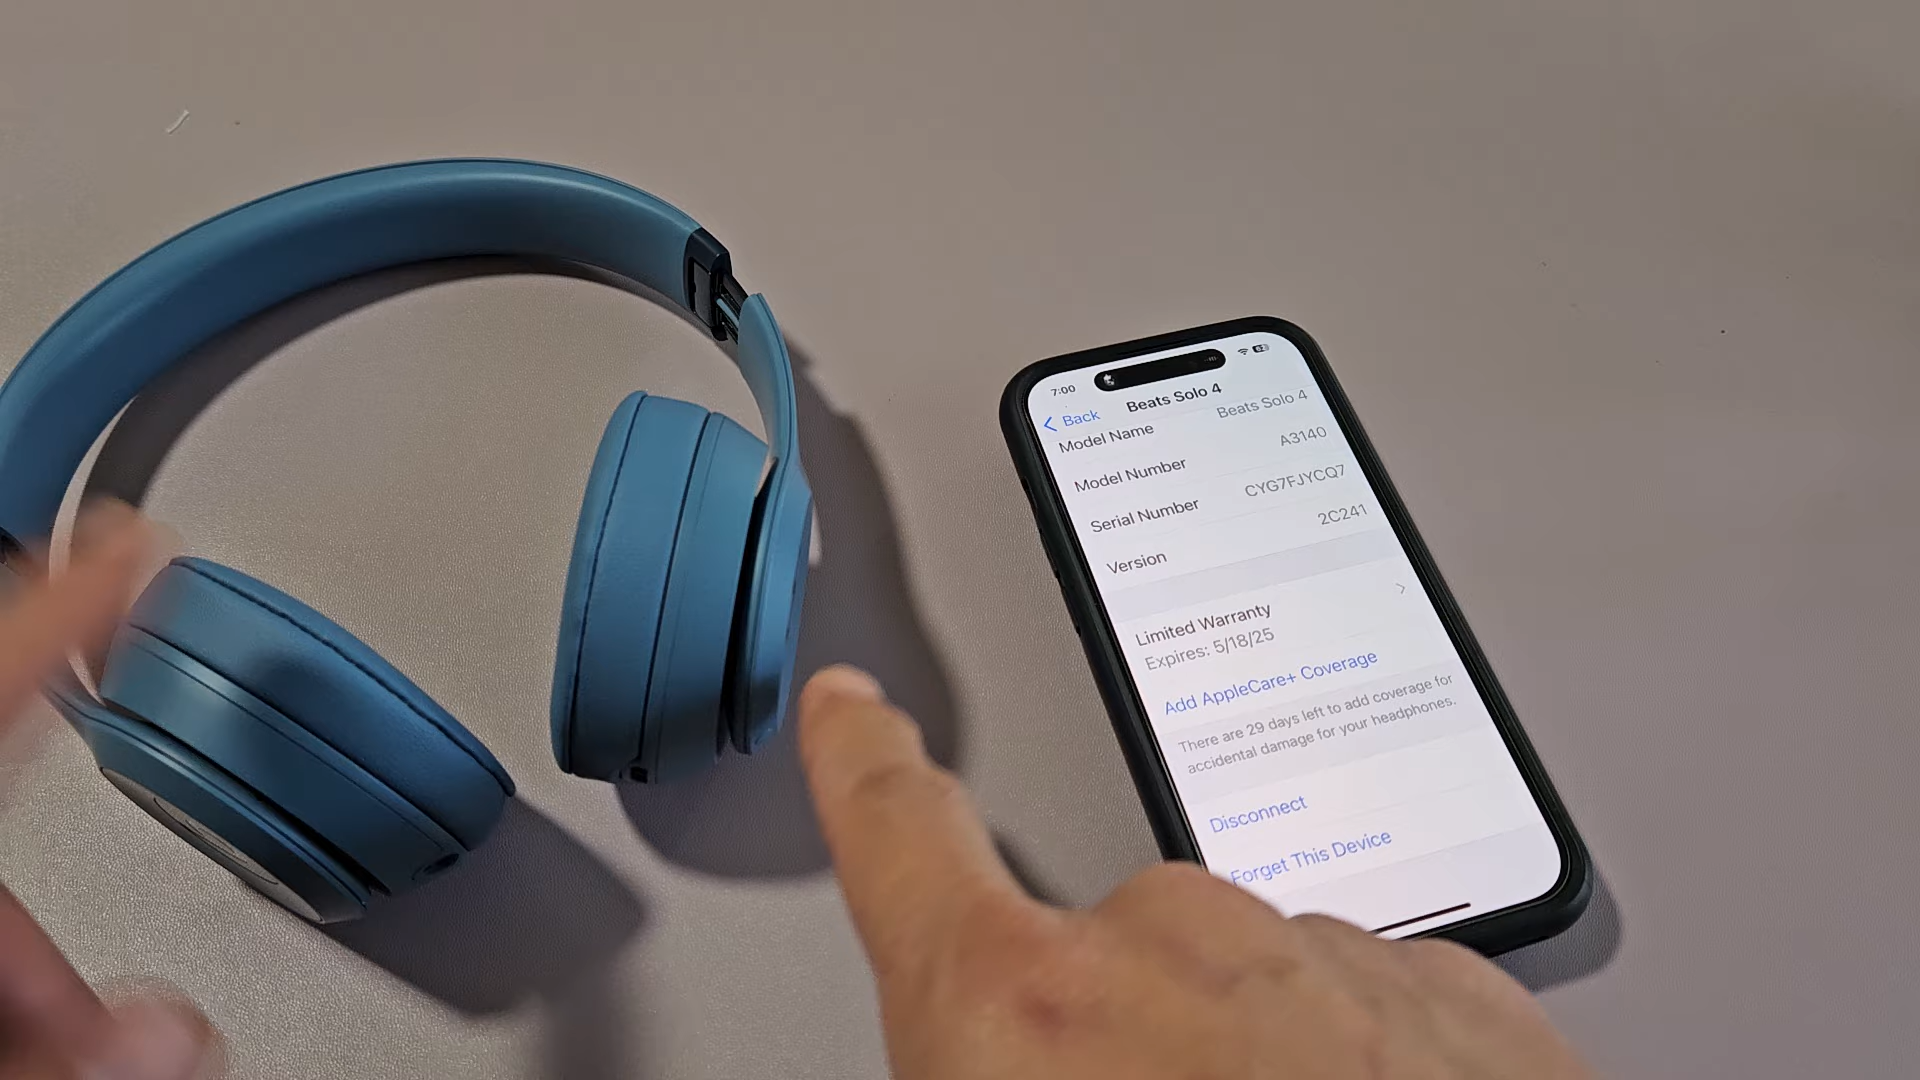 7:00
Back
Beats Solo 4
Model Name
Beats Solo 4
Model Number
A3140
Serial Number
CYG7FJYCQ7
Version
2C241
Limited Warranty
Expires: 5/18/25
Add AppleCare+ Coverage
There are 29 days left to add coverage for
accidental damage for your headphones.
Disconnect
Forget This Device